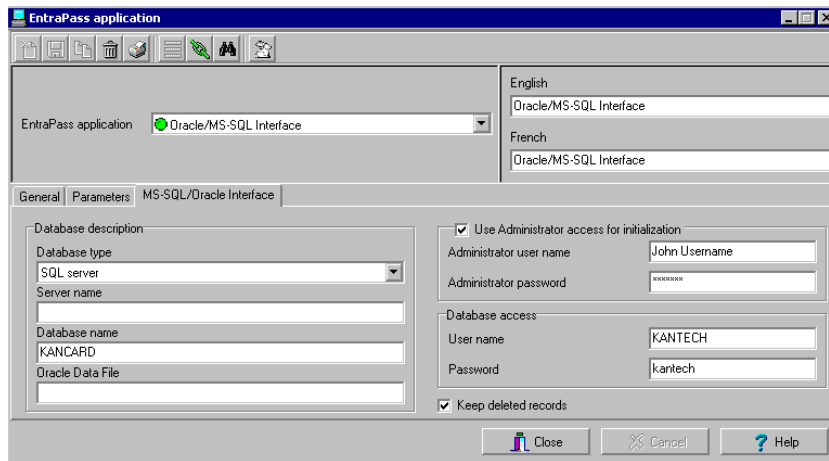 EntraPass application
English
Oracle/MS-SQL Interface
EntraPass application
Oracle/MS-SQL Interface
French
Oracle/MS-SQL Interface
General Parameters MS-SQL/Oracle Interface
Database description
Database type
SQL server
Server name
Database name
KANCARD
Oracle Data File
Use Administrator access for initialization
Administrator user name John Username
Administrator password *******
Database access
User name KANTECH
Password kantech
Keep deleted records
Close Cancel Help